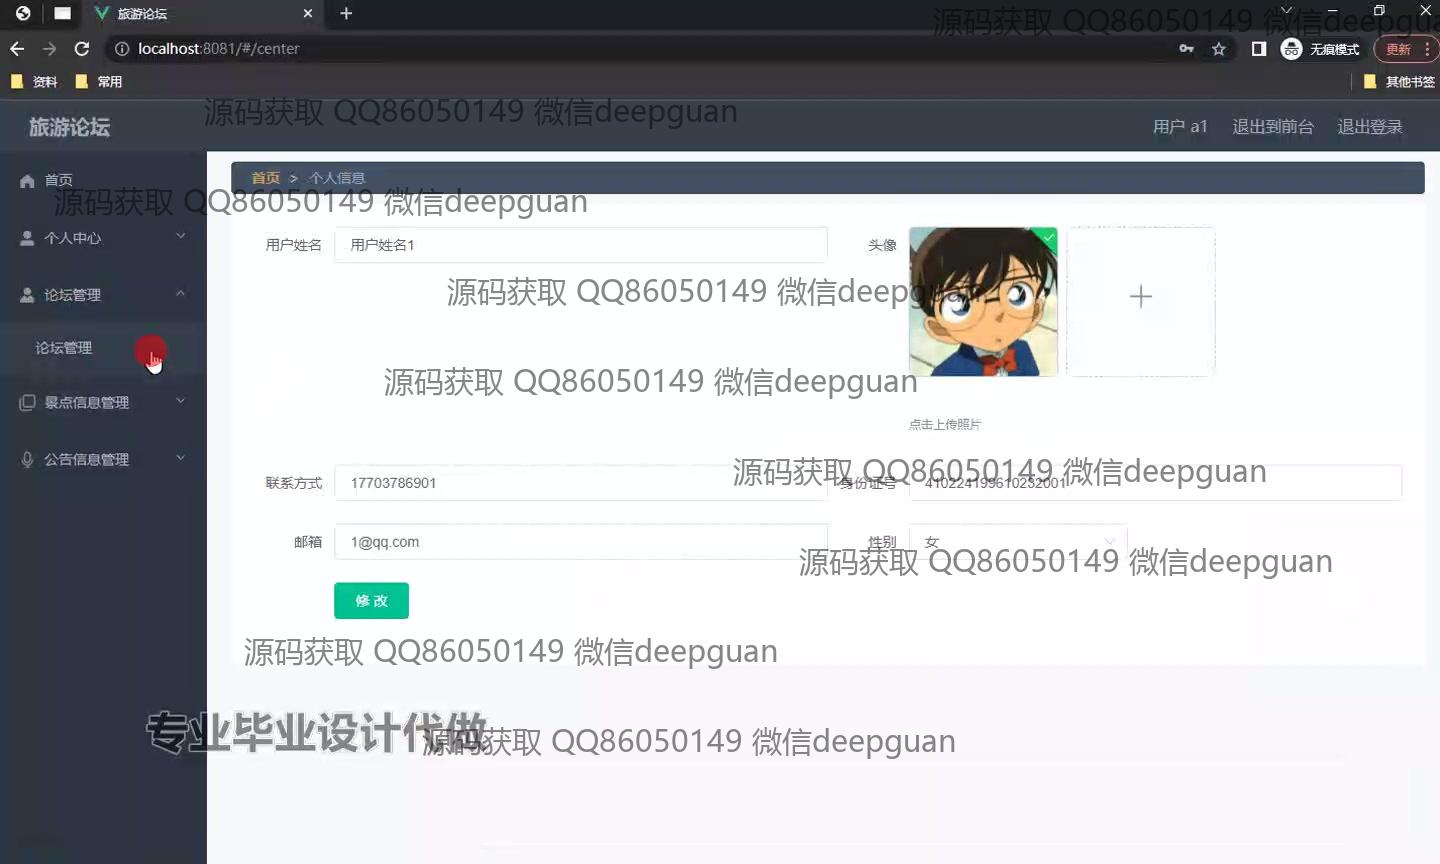 旅游论坛
源码获取 QQ86050149 微信deepgua
localhost:8081/#/center
无痕模式
更新
资料
常用
其他书签
旅游论坛
源码获取 QQ86050149 微信deepguan
用户 a1
退出到前台
退出登录
首页
首页 > 个人信息
源码获取 QQ86050149 微信deepguan
个人中心
用户姓名
用户姓名1
头像
论坛管理
源码获取 QQ86050149 微信deepguan
论坛管理
源码获取 QQ86050149 微信deepguan
景点信息管理
点击上传照片
公告信息管理
源码获取 QQ86050149 微信deepguan
联系方式
17703786901
身份证号
410224199610232001
邮箱
1@qq.com
性别
女
源码获取 QQ86050149 微信deepguan
修改
源码获取 QQ86050149 微信deepguan
专业毕业设计代做
源码获取 QQ86050149 微信deepguan